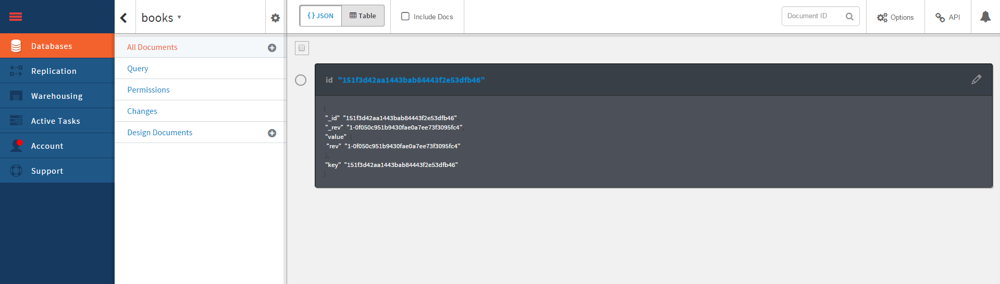 books
{} JSON
Table
Include Docs
Document ID
Options
API
Databases
Replication
Warehousing
Active Tasks
Account
Support
All Documents
Query
Permissions
Changes
Design Documents
id "151f3d42aa1443bab84443f2e53dfb46"
{
"_id": "151f3d42aa1443bab84443f2e53dfb46",
"_rev": "1-0f050c951b9430fae0a7ee73f3095fc4",
"value": {
"rev": "1-0f050c951b9430fae0a7ee73f3095fc4"
},
"key": "151f3d42aa1443bab84443f2e53dfb46"
}